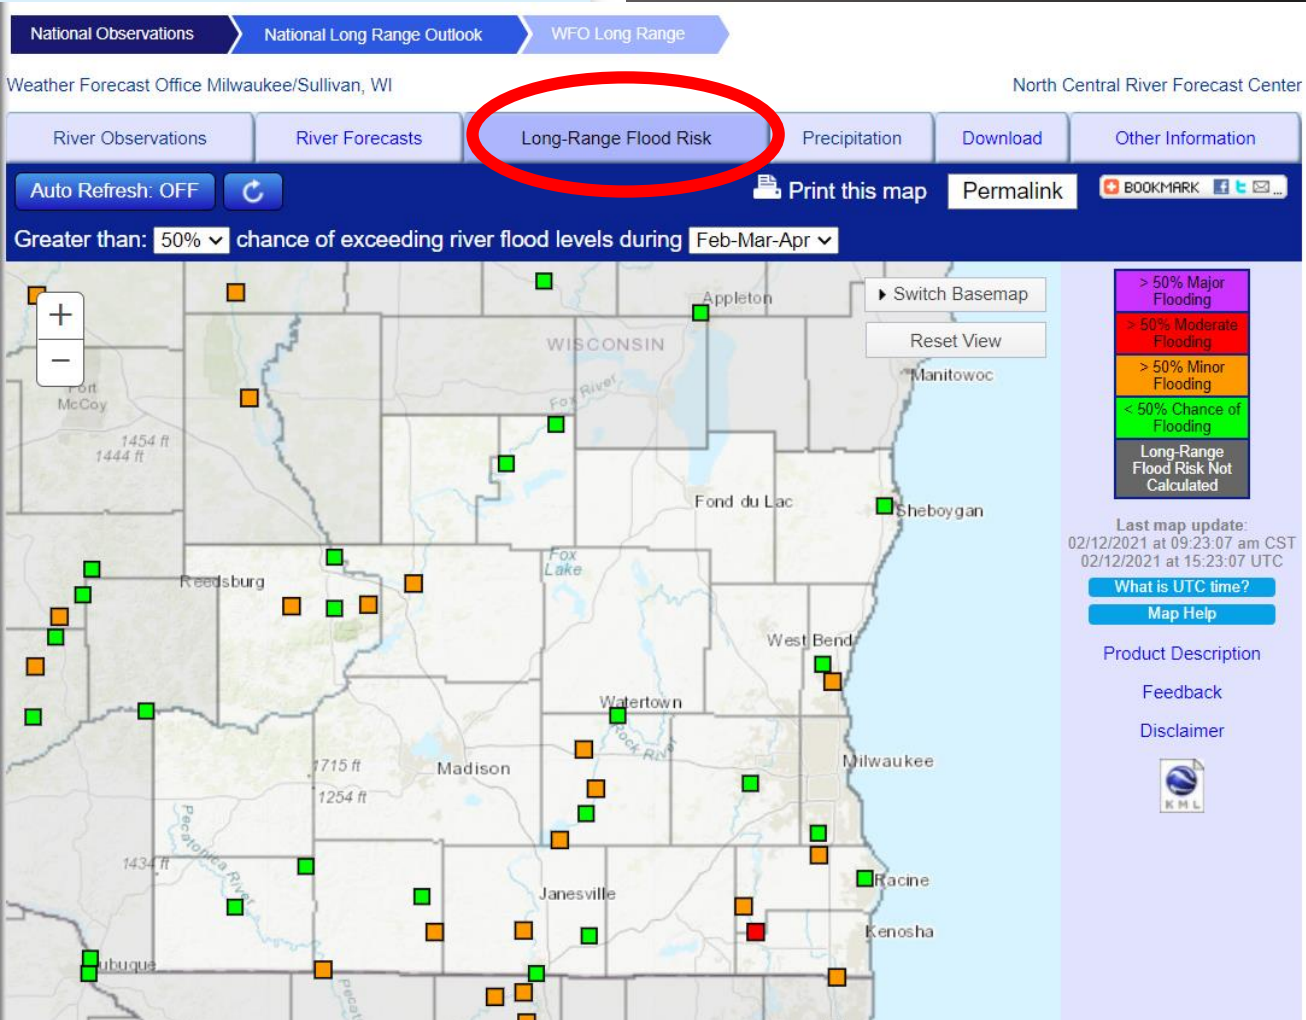 National Observations
National Long Range Outlook
WFO Long Range
Weather Forecast Office Milwaukee/Sullivan, WI
North Central River Forecast Center
River Observations
River Forecasts
Long-Range Flood Risk
Precipitation
Download
Other Information
Auto Refresh: OFF
Print this map
Permalink
BOOKMARK
Greater than: 50% chance of exceeding river flood levels during Feb-Mar-Apr
+
−
Switch Basemap
Reset View
Appleton
WISCONSIN
Manitowoc
Fort
McCoy
Fox River
1454 ft
1444 ft
Fond du Lac
Sheboygan
Fox
Lake
Reedsburg
West Bend
Watertown
Rock River
1715 ft
Madison
Milwaukee
1254 ft
Pecatonica River
1434 ft
Janesville
Racine
Kenosha
ubuque
Pecat
> 50% Major
Flooding
> 50% Moderate
Flooding
> 50% Minor
Flooding
< 50% Chance of
Flooding
Long-Range
Flood Risk Not
Calculated
Last map update:
02/12/2021 at 09:23:07 am CST
02/12/2021 at 15:23:07 UTC
What is UTC time?
Map Help
Product Description
Feedback
Disclaimer
KML